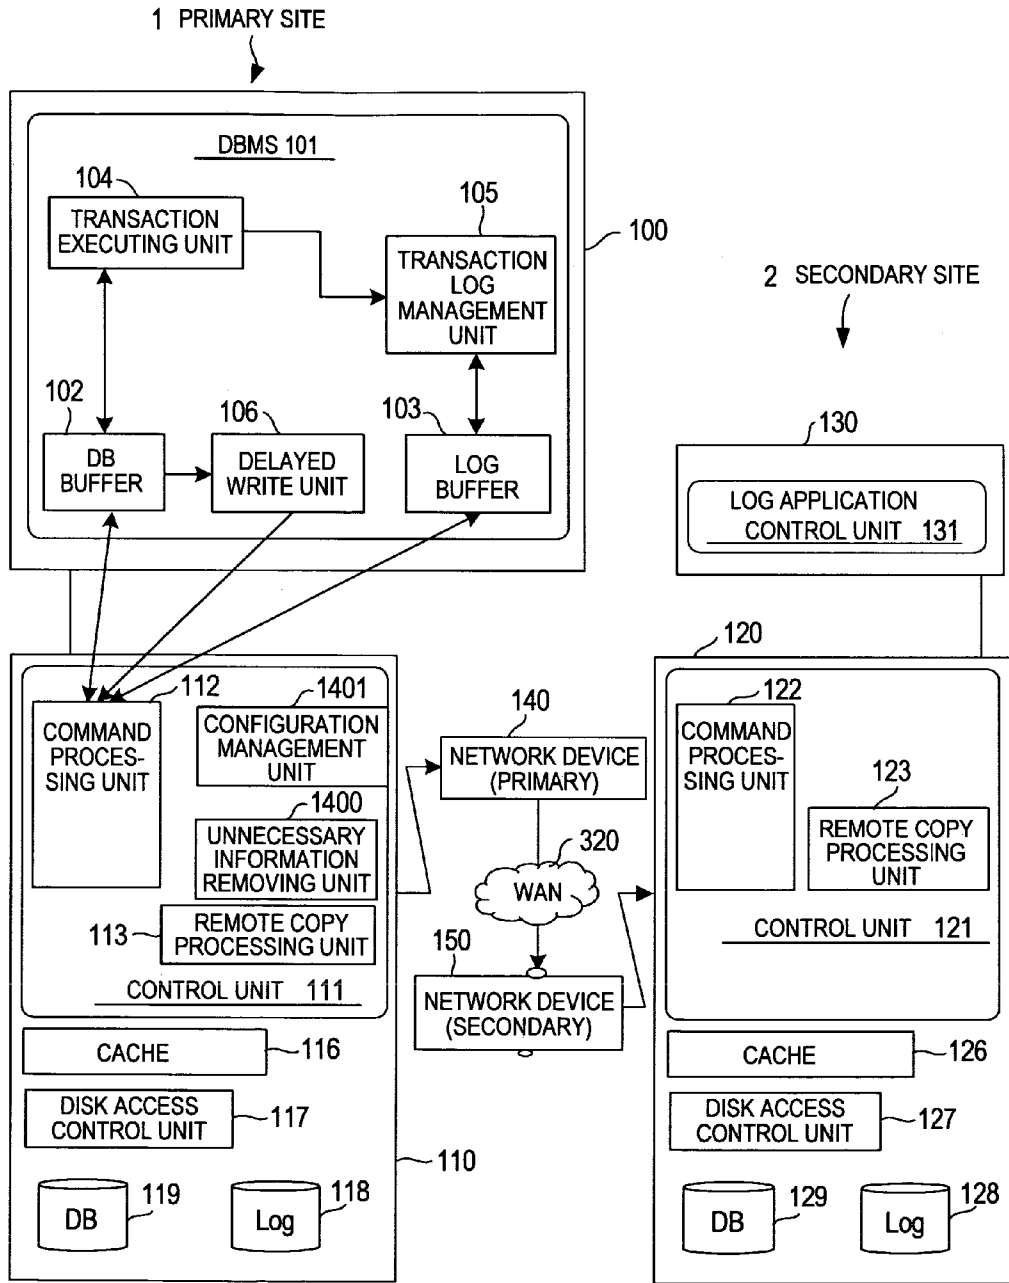 1 PRIMARY SITE
DBMS 101
104
TRANSACTION
EXECUTING UNIT
105
TRANSACTION
LOG
MANAGEMENT
UNIT
100
2 SECONDARY SITE
102
DB
BUFFER
106
DELAYED
WRITE UNIT
103
LOG
BUFFER
130
LOG APPLICATION
CONTROL UNIT 131
112
COMMAND
PROCES-
SING UNIT
1401
CONFIGURATION
MANAGEMENT
UNIT
1400
UNNECESSARY
INFORMATION
REMOVING UNIT
113
REMOTE COPY
PROCESSING UNIT
CONTROL UNIT 111
CACHE
116
DISK ACCESS
CONTROL UNIT
117
110
DB
119
Log
118
140
NETWORK DEVICE
(PRIMARY)
320
WAN
150
NETWORK DEVICE
(SECONDARY)
120
122
COMMAND
PROCES-
SING UNIT
123
REMOTE COPY
PROCESSING
UNIT
CONTROL UNIT 121
CACHE
126
DISK ACCESS
CONTROL UNIT
127
DB
129
Log
128